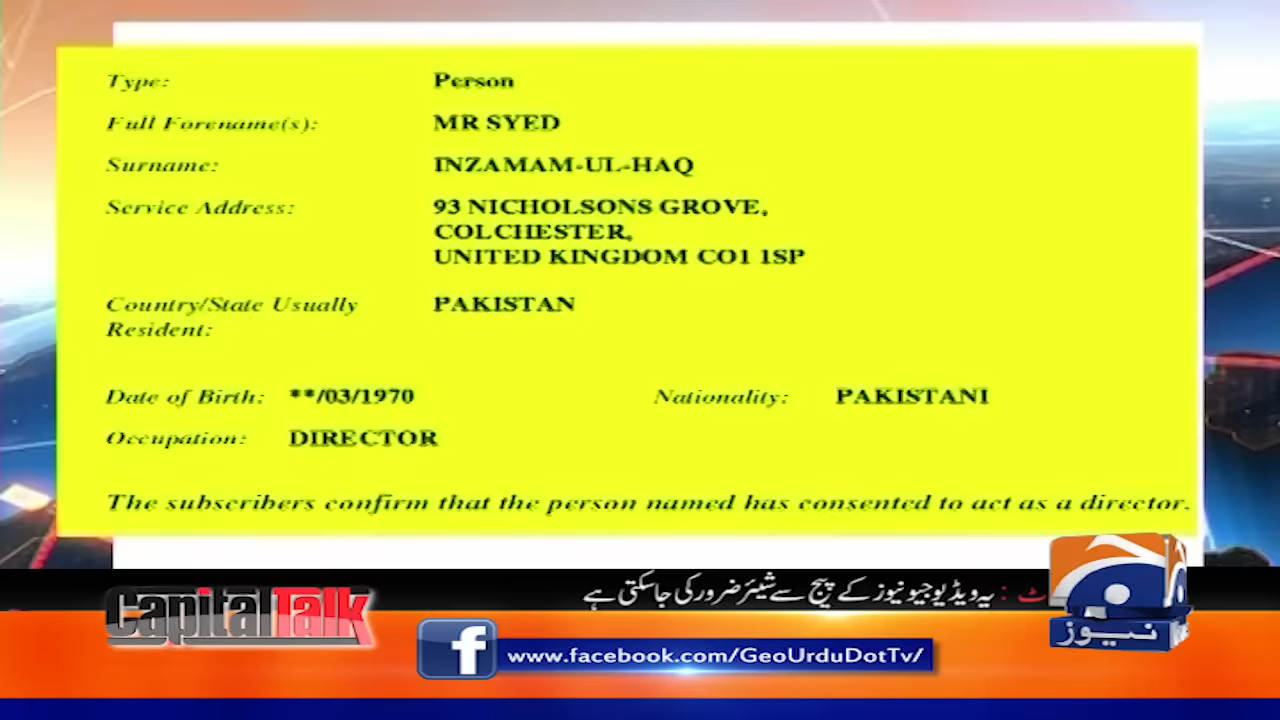 Type: Person
Full Forename(s): MR SYED
Surname: INZAMAM-UL-HAQ
Service Address: 93 NICHOLSONS GROVE,
COLCHESTER,
UNITED KINGDOM CO1 1SP
Country/State Usually PAKISTAN
Resident:
Date of Birth: **/03/1970 Nationality: PAKISTANI
Occupation: DIRECTOR
The subscribers confirm that the person named has consented to act as a director.
: یہ ویڈیو جیو نیوز کے پیج سے شیئر ضرور کی جاسکتی ہے
Capital Talk
f www.facebook.com/GeoUrduDotTv/
نیوز